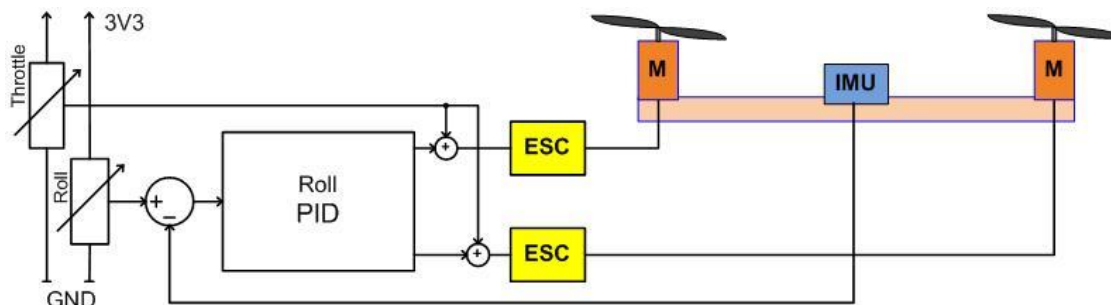 3V3
Throttle
Roll
GND
+
−
Roll
PID
+
+
ESC
ESC
M
IMU
M